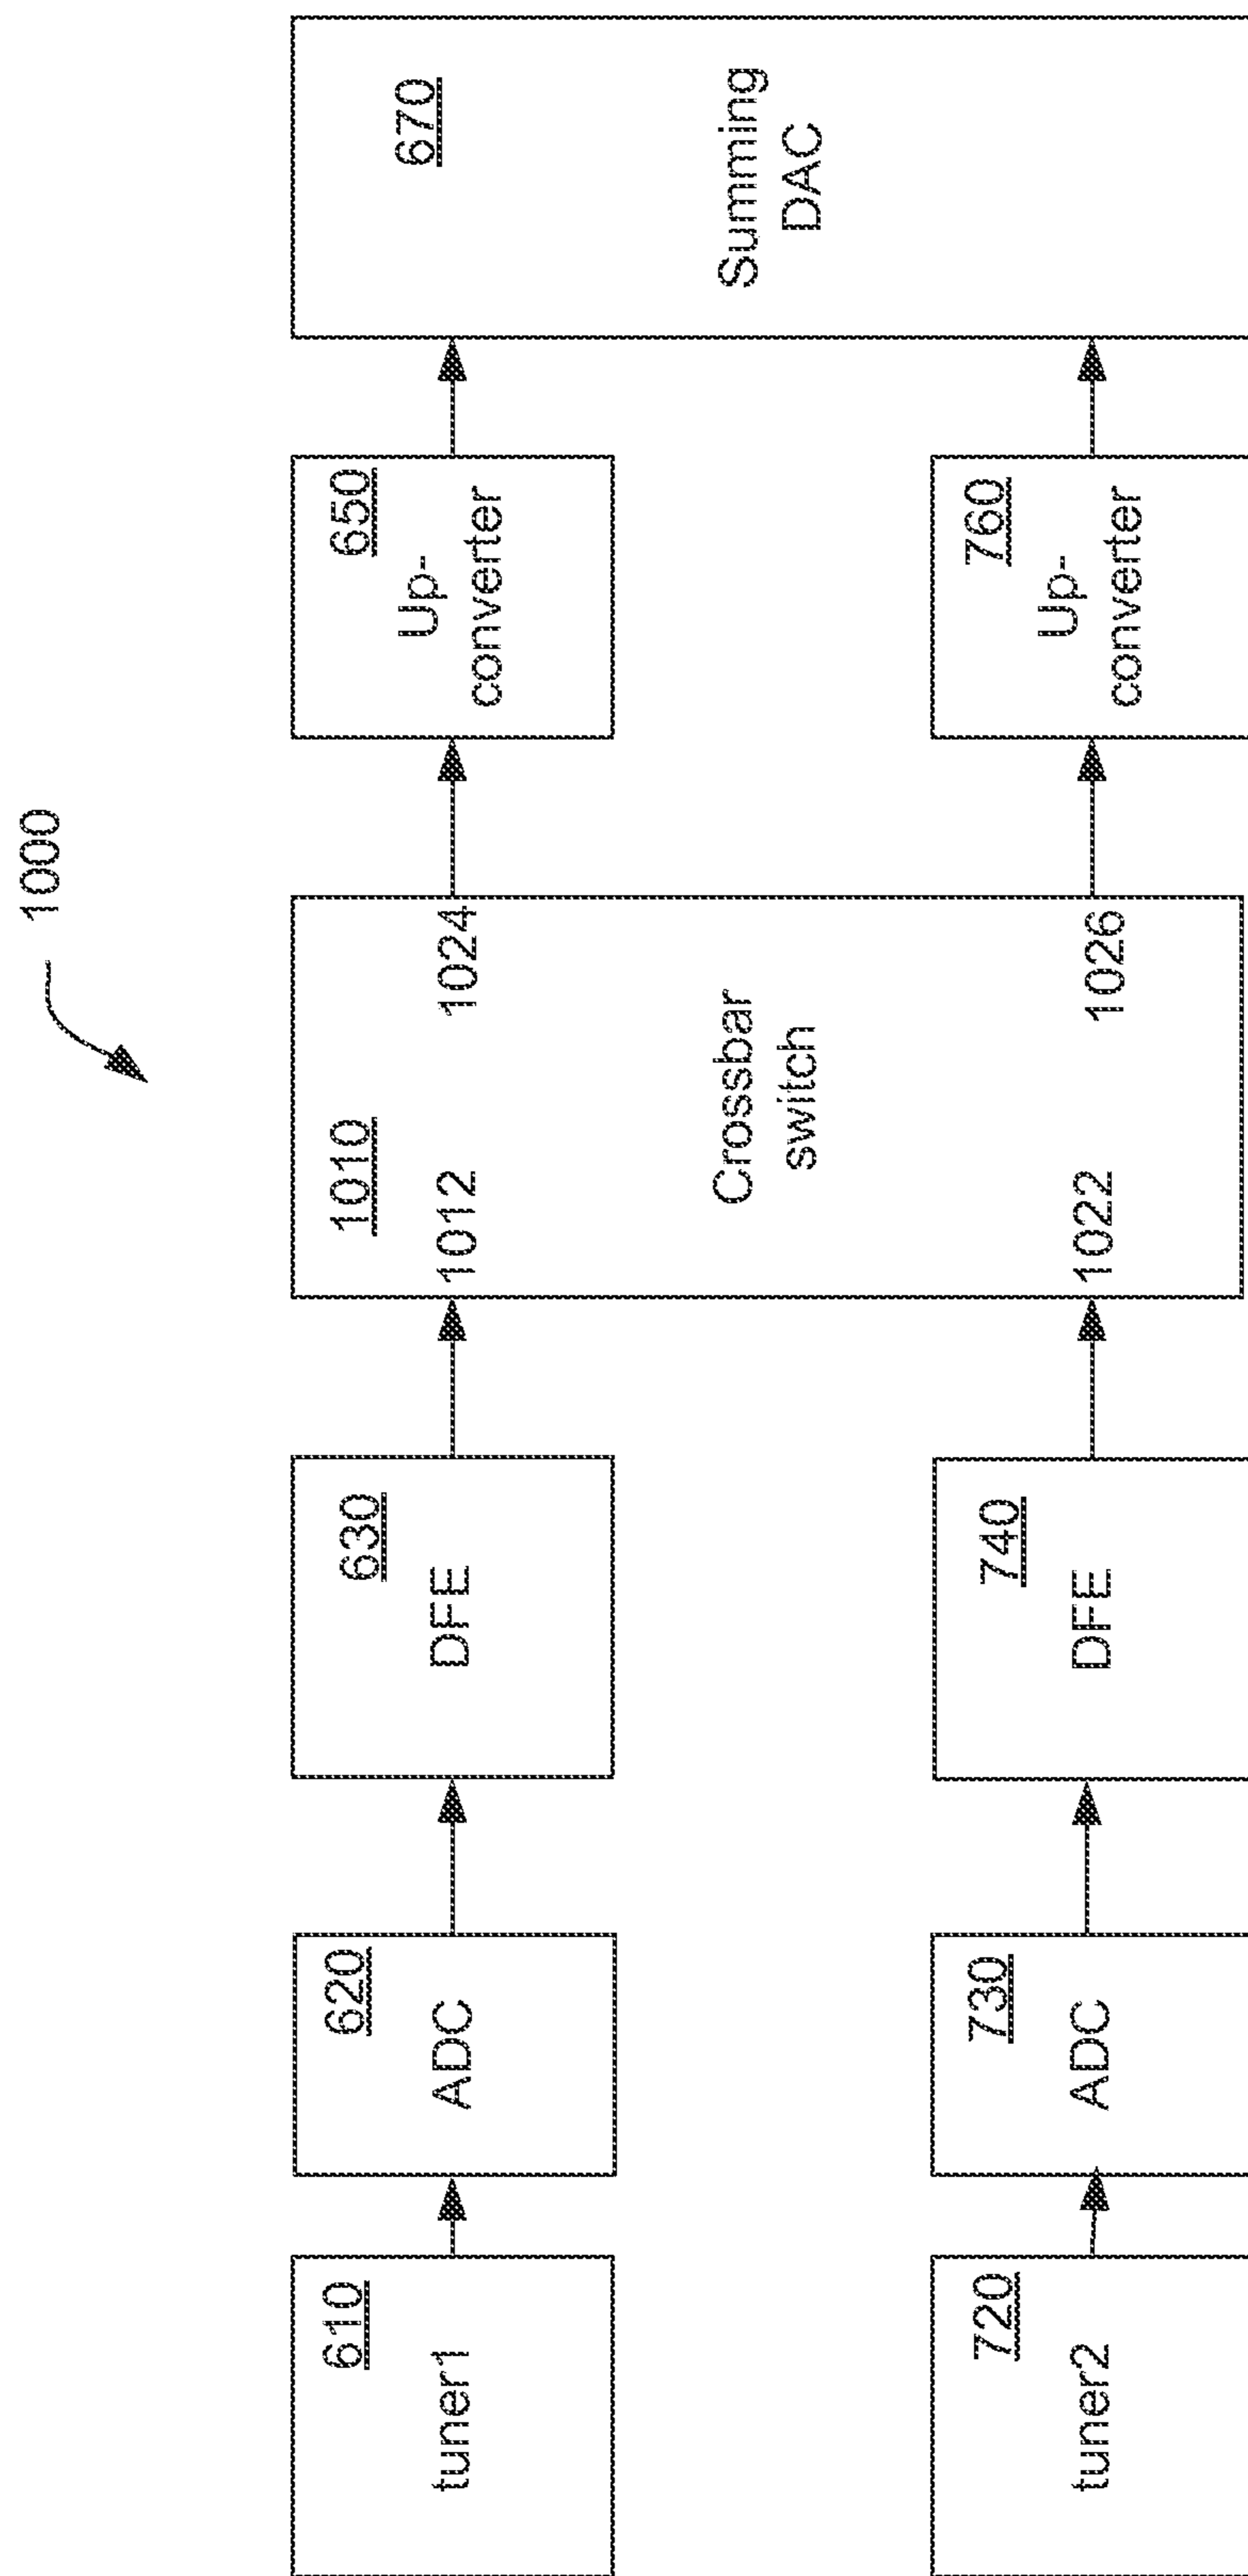 1000
610
tuner1
620
ADC
630
DFE
1010
1012
1024
Crossbar
switch
1022
1026
650
Up-
converter
670
Summing
DAC
720
tuner2
730
ADC
740
DFE
760
Up-
converter